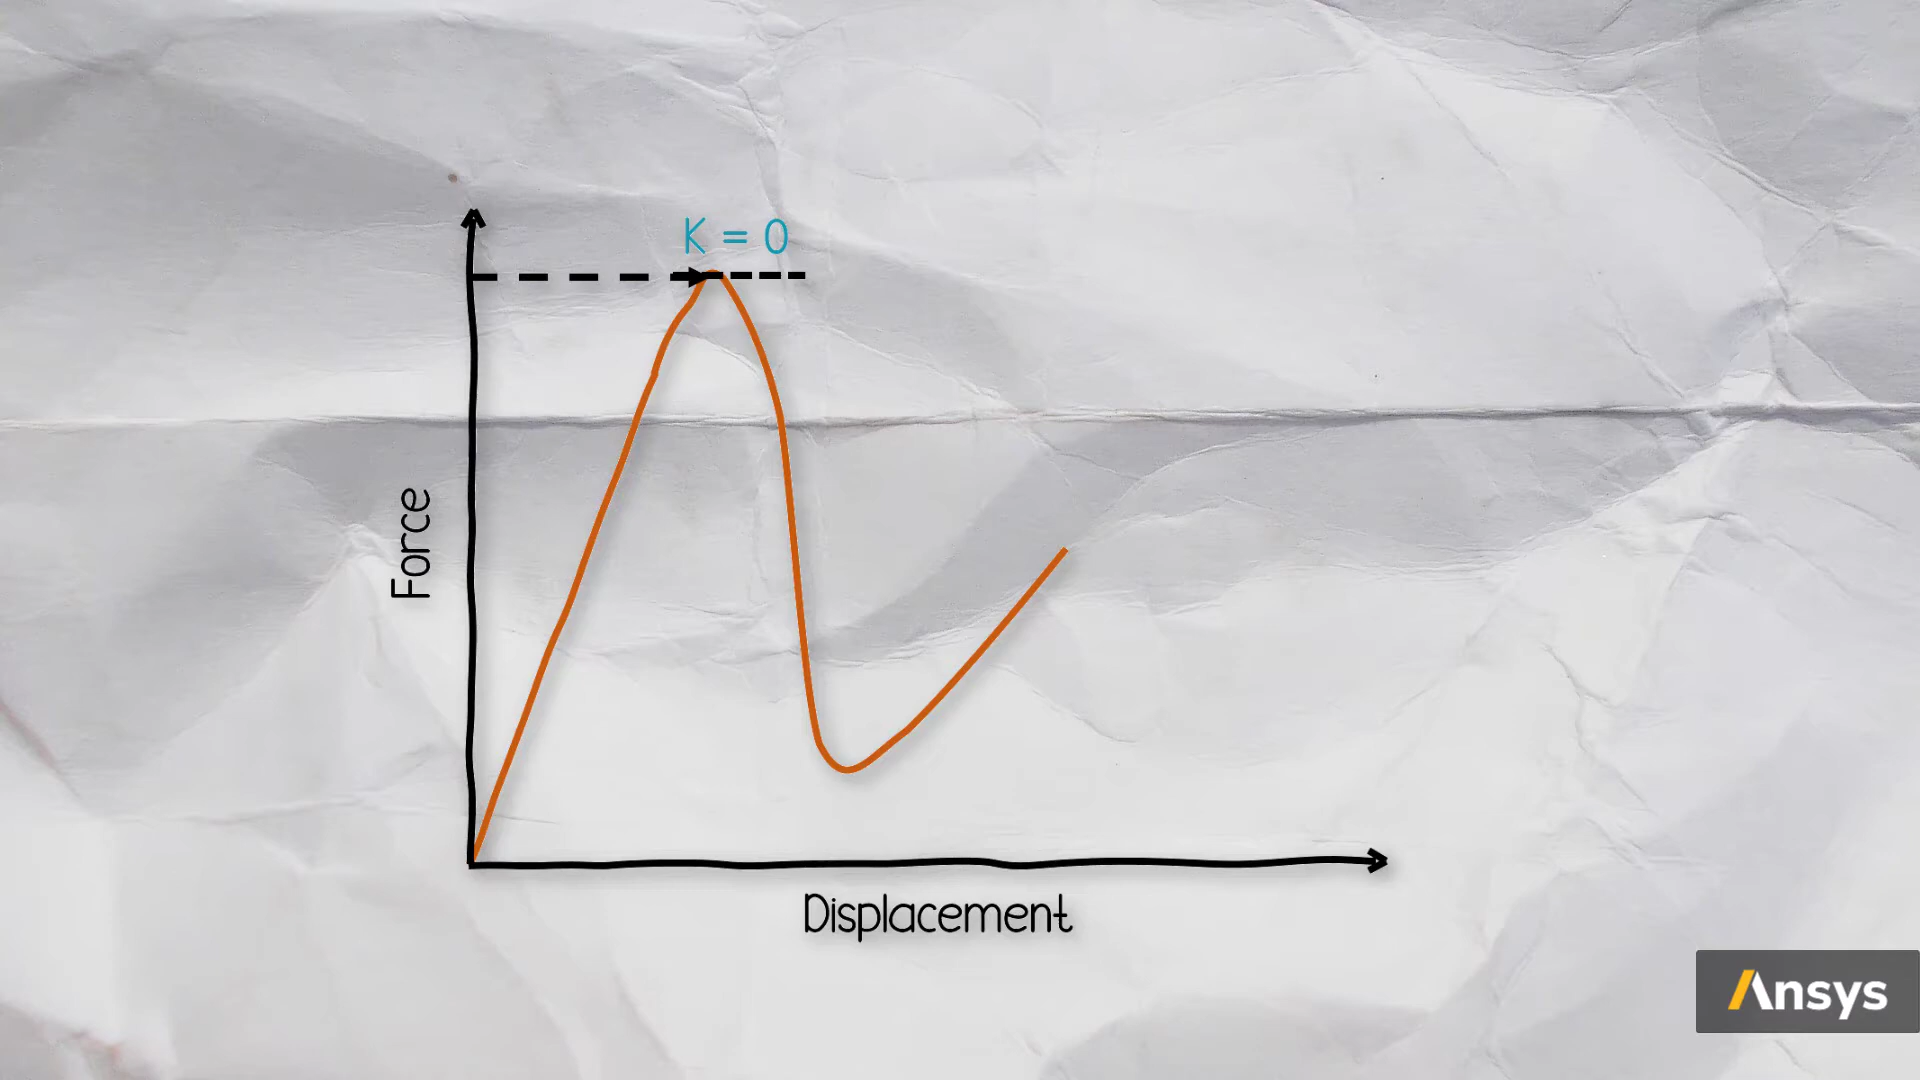 K = 0
Force
Displacement
Ansys